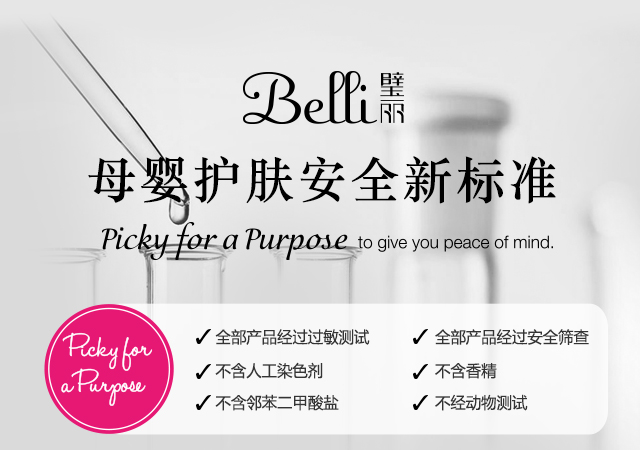 Belli 璧丽
母婴护肤安全新标准
Picky for a Purpose to give you peace of mind.
Picky for
a Purpose
✓ 全部产品经过过敏测试
✓ 全部产品经过安全筛查
✓ 不含人工染色剂
✓ 不含香精
✓ 不含邻苯二甲酸盐
✓ 不经动物测试